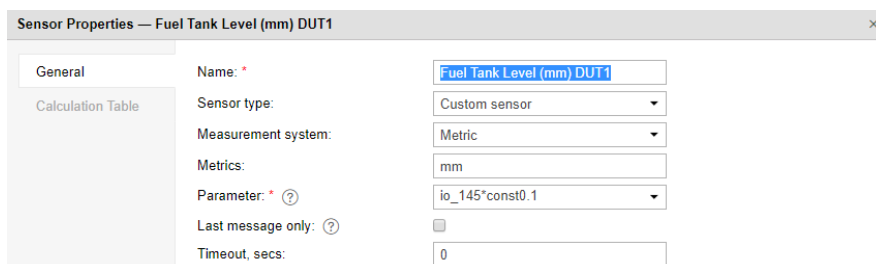 Sensor Properties — Fuel Tank Level (mm) DUT1 ×
General
Calculation Table
Name: * Fuel Tank Level (mm) DUT1
Sensor type: Custom sensor
Measurement system: Metric
Metrics: mm
Parameter: * ? io_145*const0.1
Last message only: ?
Timeout, secs: 0